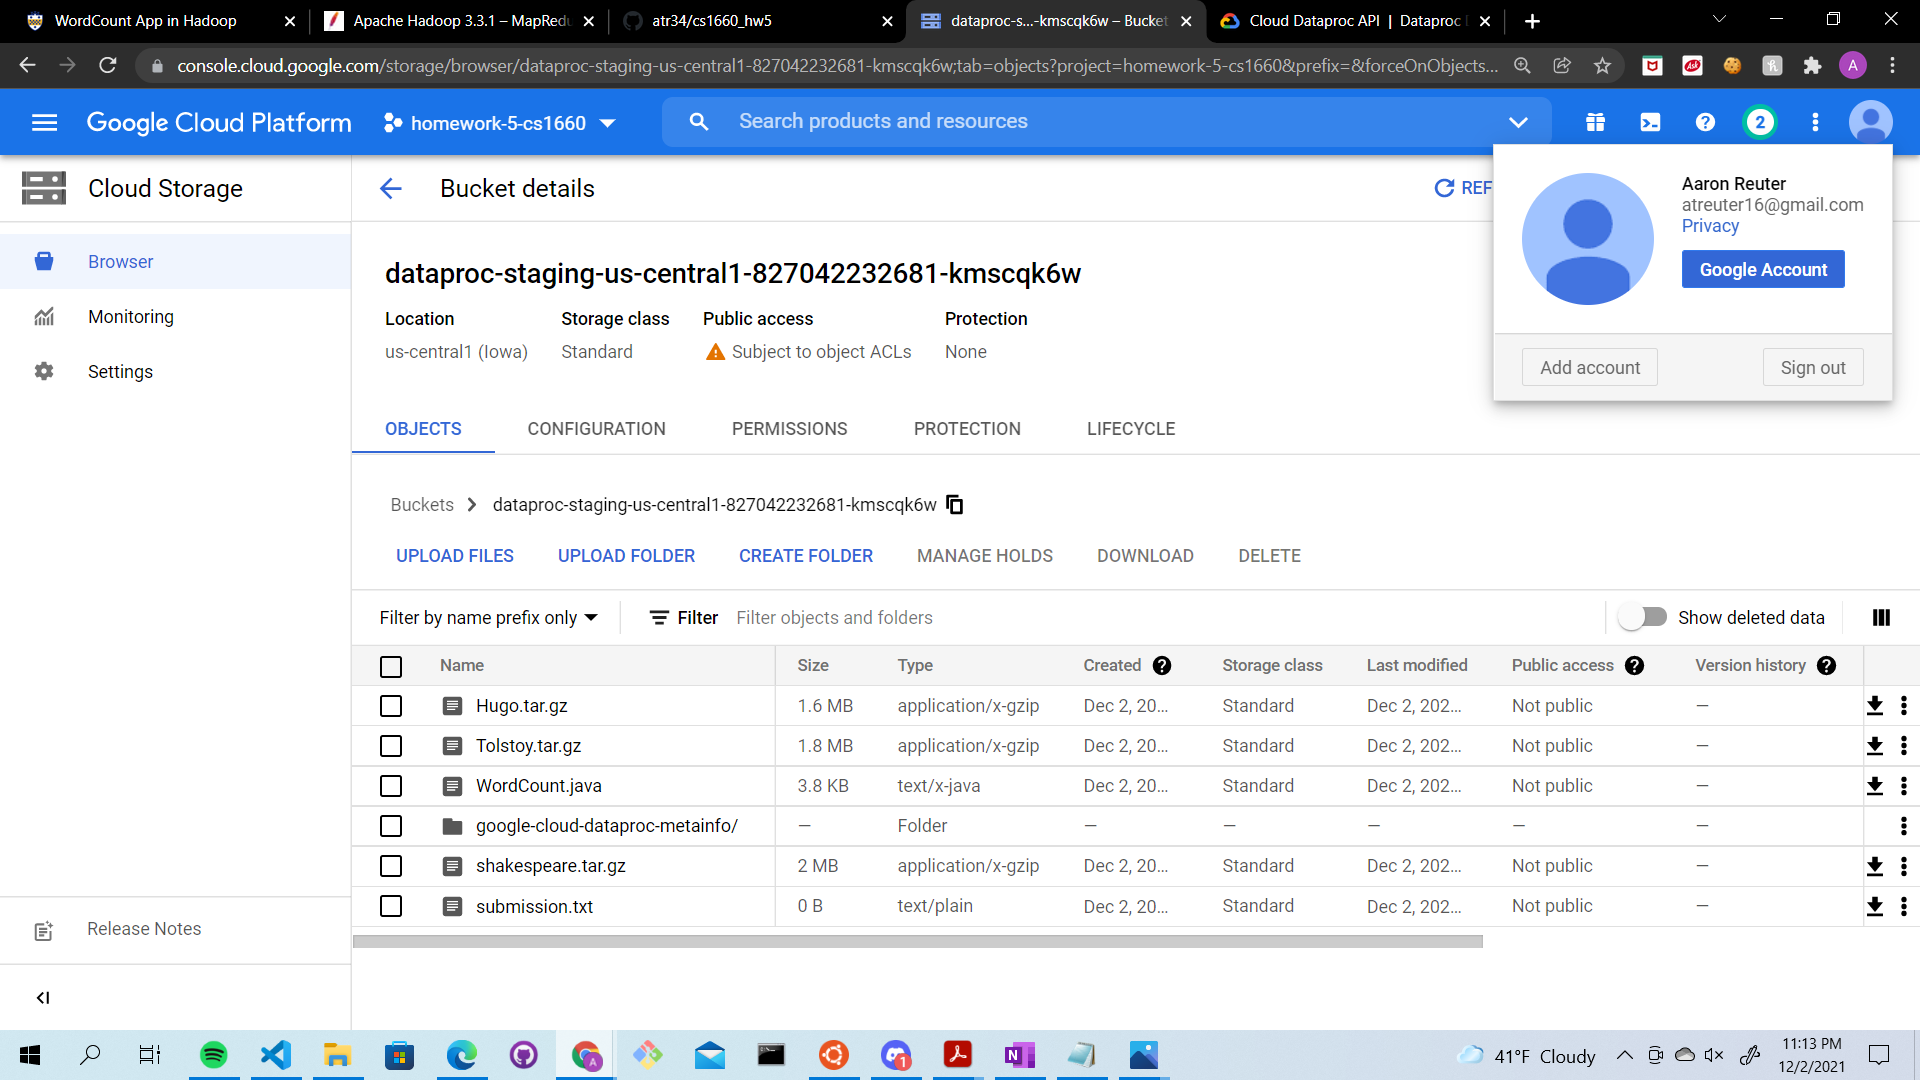 WordCount App in Hadoop
Apache Hadoop 3.3.1 – MapRedu
atr34/cs1660_hw5
dataproc-s...-kmscqk6w – Bucket
Cloud Dataproc API | Dataproc D
console.cloud.google.com/storage/browser/dataproc-staging-us-central1-827042232681-kmscqk6w;tab=objects?project=homework-5-cs1660&prefix=&forceOnObjects...
A
Google Cloud Platform
homework-5-cs1660
Search products and resources
2
Cloud Storage
Bucket details
REF
Aaron Reuter
atreuter16@gmail.com
Privacy
Google Account
Add account
Sign out
Browser
Monitoring
Settings
dataproc-staging-us-central1-827042232681-kmscqk6w
Location Storage class Public access Protection
us-central1 (Iowa) Standard Subject to object ACLs None
OBJECTS CONFIGURATION PERMISSIONS PROTECTION LIFECYCLE
Buckets dataproc-staging-us-central1-827042232681-kmscqk6w
UPLOAD FILES UPLOAD FOLDER CREATE FOLDER MANAGE HOLDS DOWNLOAD DELETE
Filter by name prefix only Filter Filter objects and folders Show deleted data
Name Size Type Created Storage class Last modified Public access Version history
Hugo.tar.gz 1.6 MB application/x-gzip Dec 2, 20... Standard Dec 2, 202... Not public —
Tolstoy.tar.gz 1.8 MB application/x-gzip Dec 2, 20... Standard Dec 2, 202... Not public —
WordCount.java 3.8 KB text/x-java Dec 2, 20... Standard Dec 2, 202... Not public —
google-cloud-dataproc-metainfo/ — Folder — — — — —
shakespeare.tar.gz 2 MB application/x-gzip Dec 2, 20... Standard Dec 2, 202... Not public —
submission.txt 0 B text/plain Dec 2, 20... Standard Dec 2, 202... Not public —
Release Notes
A
1
N
41°F Cloudy
11:13 PM
12/2/2021